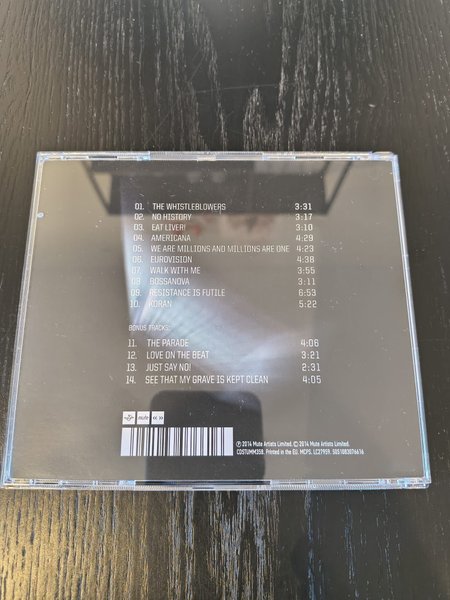 01. THE WHISTLEBLOWERS 3:31
02. NO HISTORY 3:17
03. EAT LIVER! 3:10
04. AMERICANA 4:29
05. WE ARE MILLIONS AND MILLIONS ARE ONE 4:23
06. EUROVISION 4:38
07. WALK WITH ME 3:55
08. BOSSANOVA 3:11
09. RESISTANCE IS FUTILE 6:53
10. KORAN 5:22
BONUS TRACKS:
11. THE PARADE 4:06
12. LOVE ON THE BEAT 3:21
13. JUST SAY NO! 2:31
14. SEE THAT MY GRAVE IS KEPT CLEAN 4:05
mute
℗ 2014 Mute Artists Limited. © 2014 Mute Artists Limited.
CDSTUMM358. Printed in the EU. MCPS. LC27959. 5051083076616